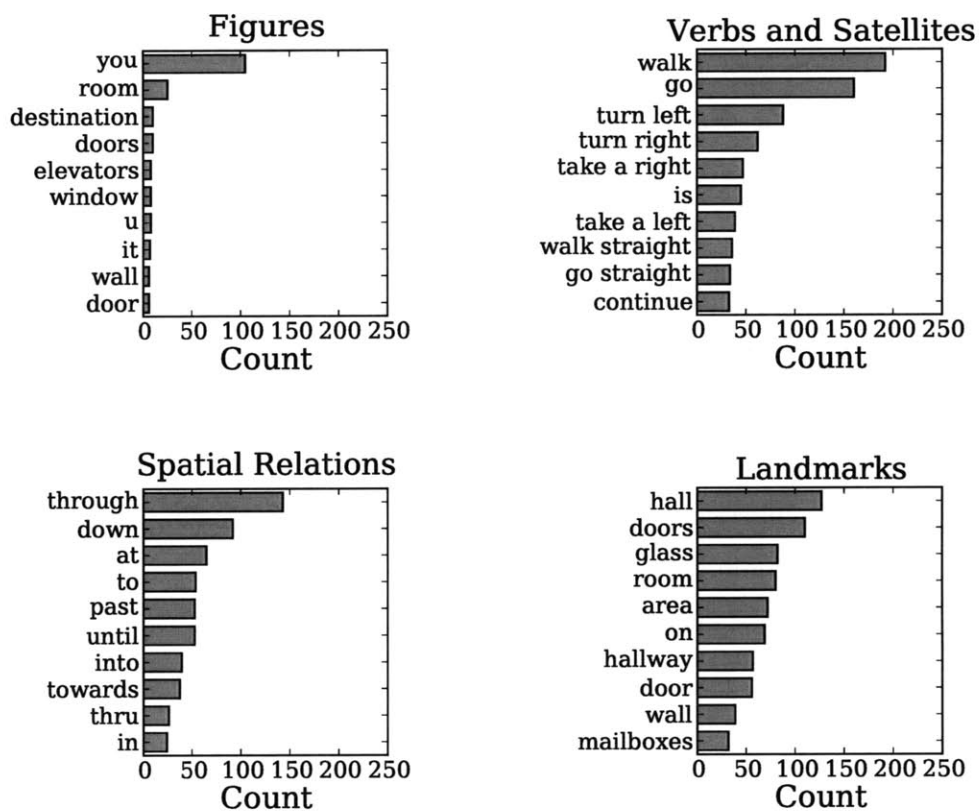 Figures
you
room
destination
doors
elevators
window
u
it
wall
door
0 50 100 150 200 250
Count
Verbs and Satellites
walk
go
turn left
turn right
take a right
is
take a left
walk straight
go straight
continue
0 50 100 150 200 250
Count
Spatial Relations
through
down
at
to
past
until
into
towards
thru
in
0 50 100 150 200 250
Count
Landmarks
hall
doors
glass
room
area
on
hallway
door
wall
mailboxes
0 50 100 150 200 250
Count